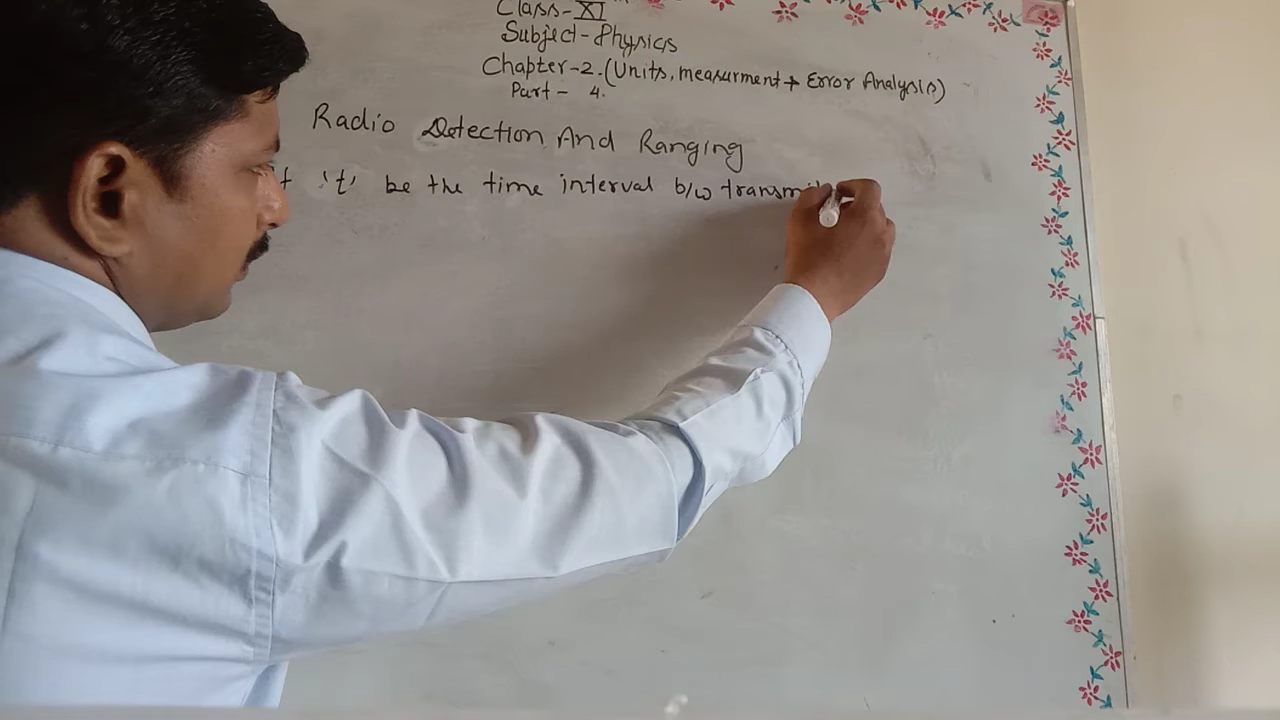 Class-XI
Subject-Physics
Chapter-2.(Units, measurment + Error Analysis)
Part- 4.
Radio Detection And Ranging
't' be the time interval b/w